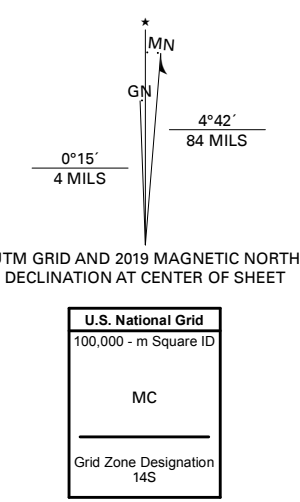 ★
MN
GN
4°42´
84 MILS
0°15´
4 MILS
UTM GRID AND 2019 MAGNETIC NORTH
DECLINATION AT CENTER OF SHEET
U.S. National Grid
100,000 - m Square ID
MC
Grid Zone Designation
14S